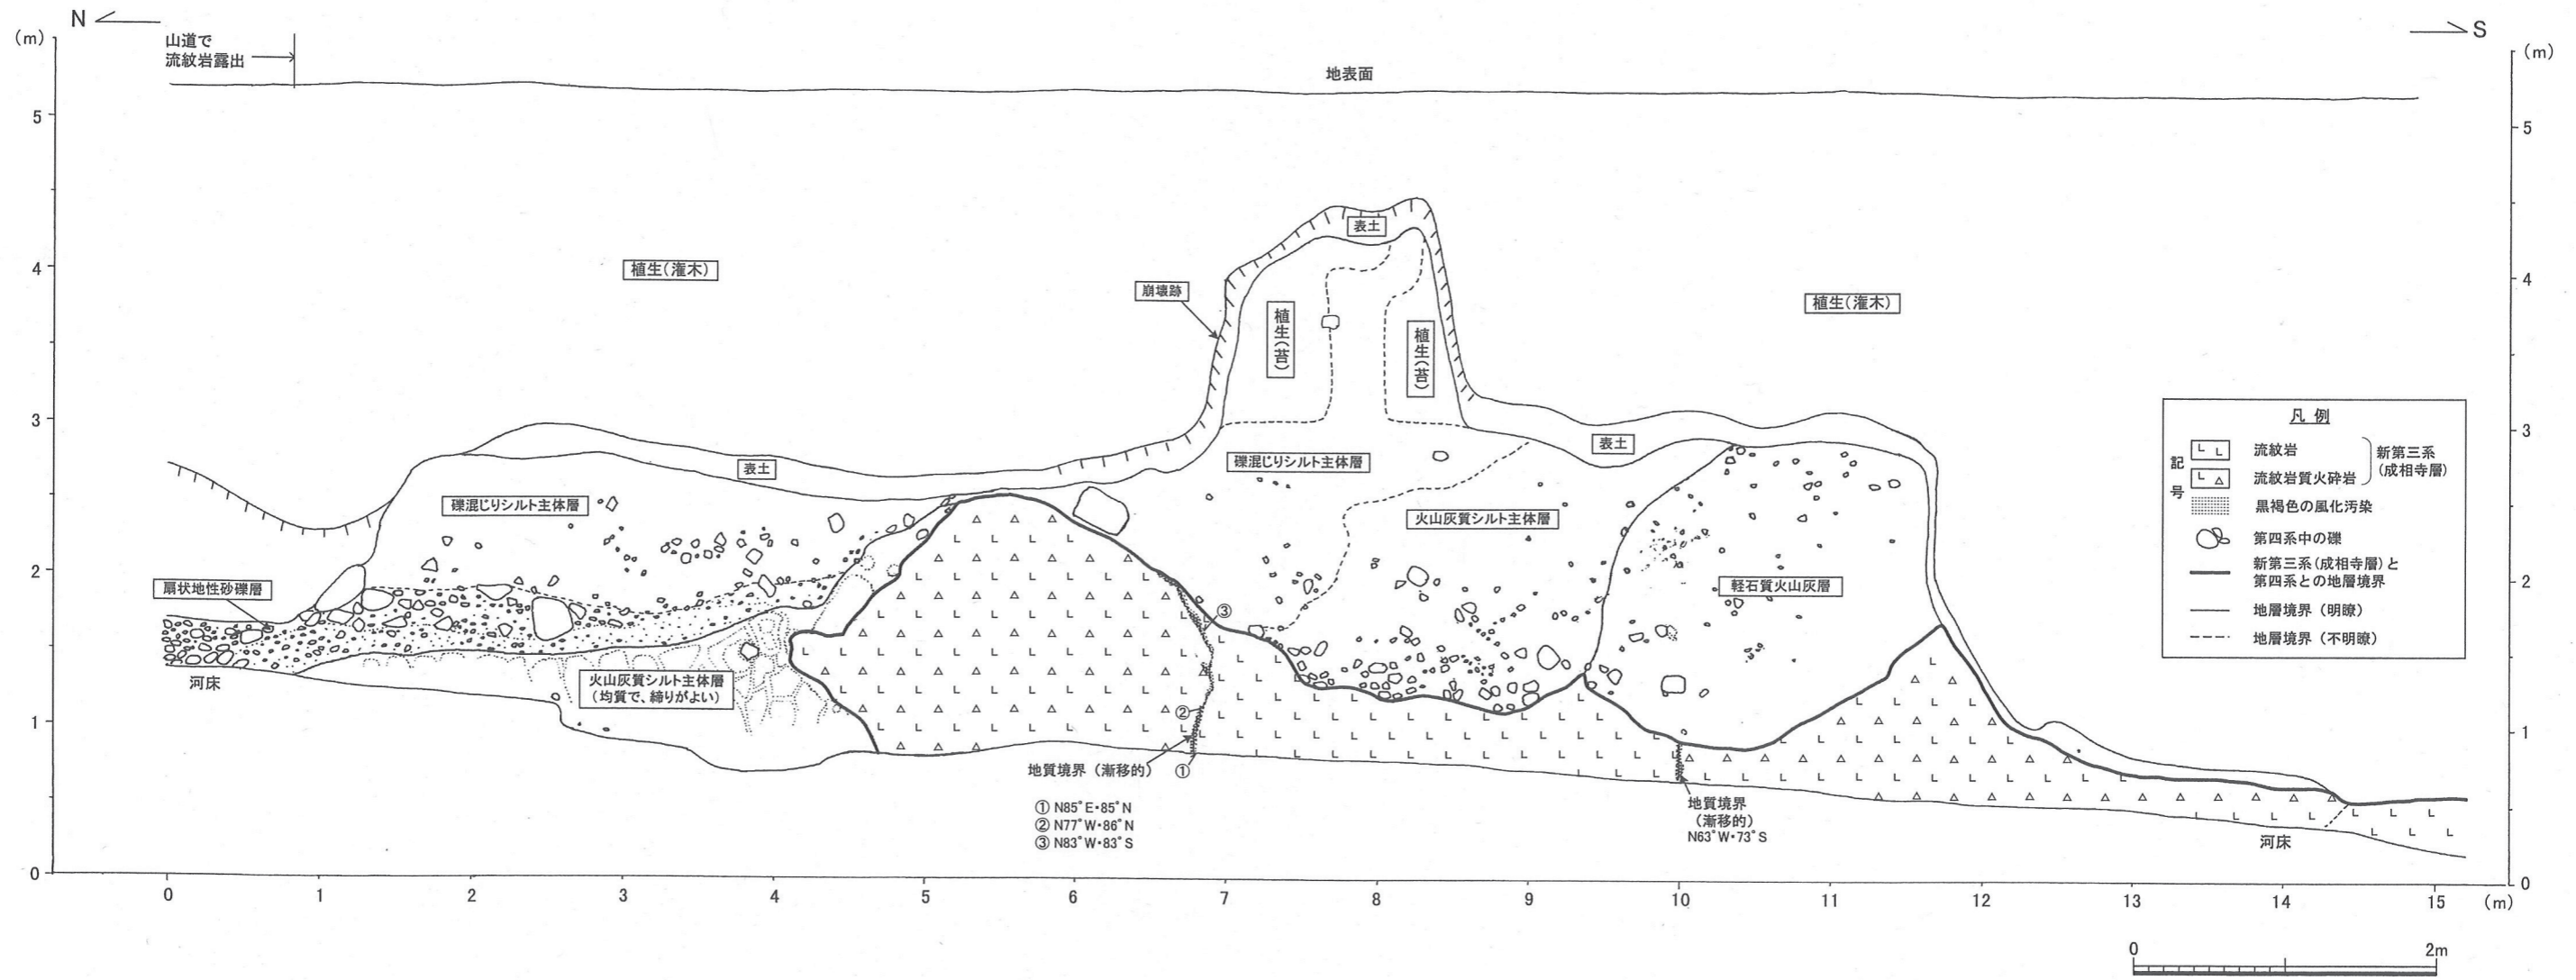 N
S
(m)
(m)
山道で
流紋岩露出
地表面
5
4
3
2
1
0
5
4
3
2
1
0
植生(潅木)
崩壊跡
表土
植生(苔)
植生(苔)
植生(潅木)
表土
表土
礫混じりシルト主体層
礫混じりシルト主体層
火山灰質シルト主体層
軽石質火山灰層
扇状地性砂礫層
河床
火山灰質シルト主体層
(均質で、締りがよい)
③
②
①
地質境界(漸移的)
① N85°E・85°N
② N77°W・86°N
③ N83°W・83°S
地質境界
(漸移的)
N63°W・73°S
河床
凡例
記号
流紋岩
流紋岩質火砕岩
新第三系
(成相寺層)
黒褐色の風化汚染
第四系中の礫
新第三系(成相寺層)と
第四系との地層境界
地層境界(明瞭)
地層境界(不明瞭)
0 1 2 3 4 5 6 7 8 9 10 11 12 13 14 15 (m)
0 2m